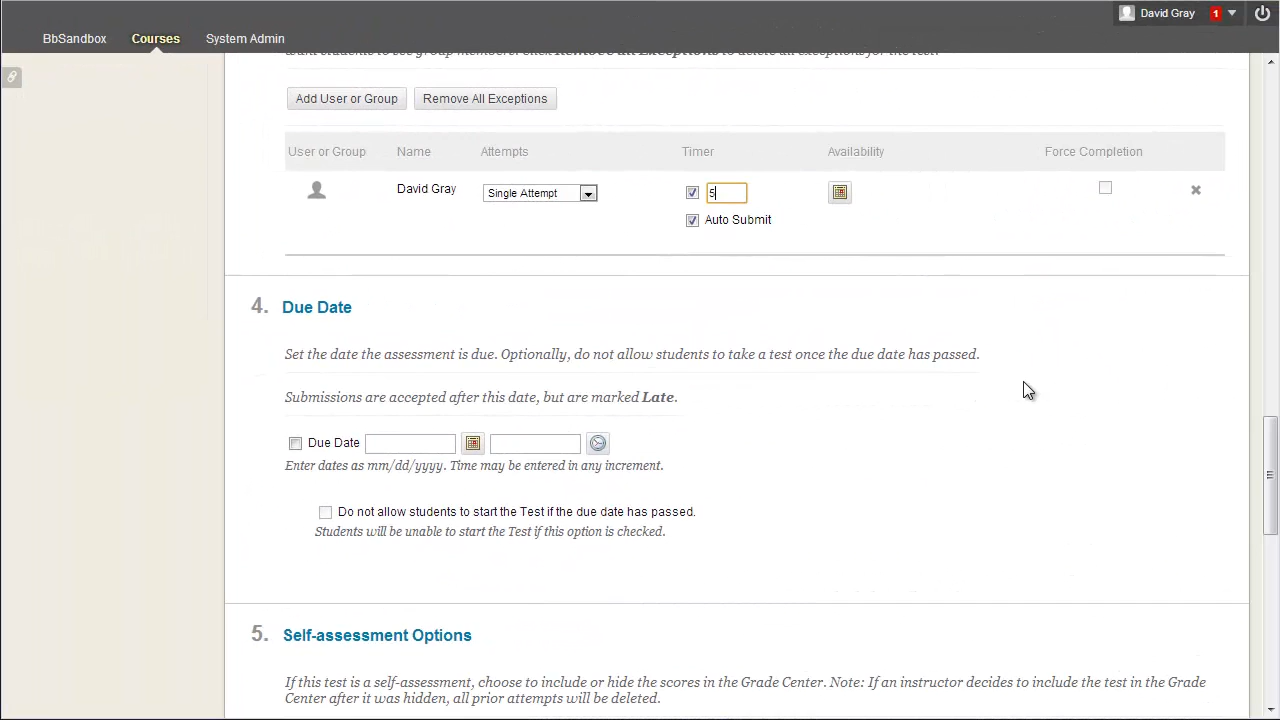 David Gray 1
BbSandbox Courses System Admin
want students to see group members. Click Remove All Exceptions to delete all exceptions for the test.
Add User or Group Remove All Exceptions
User or Group Name Attempts Timer Availability Force Completion
David Gray Single Attempt 5
Auto Submit
4. Due Date
Set the date the assessment is due. Optionally, do not allow students to take a test once the due date has passed.
Submissions are accepted after this date, but are marked Late.
Due Date
Enter dates as mm/dd/yyyy. Time may be entered in any increment.
Do not allow students to start the Test if the due date has passed.
Students will be unable to start the Test if this option is checked.
5. Self-assessment Options
If this test is a self-assessment, choose to include or hide the scores in the Grade Center. Note: If an instructor decides to include the test in the Grade
Center after it was hidden, all prior attempts will be deleted.